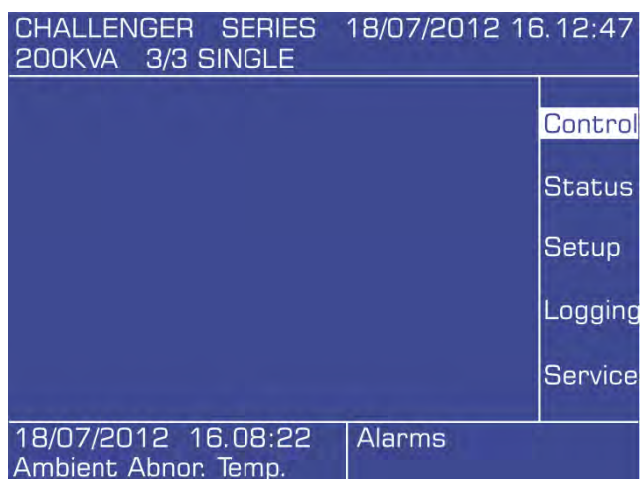 CHALLENGER SERIES 18/07/2012 16.12:47
200KVA 3/3 SINGLE
Control
Status
Setup
Logging
Service
18/07/2012 16.08:22 Alarms
Ambient Abnor. Temp.